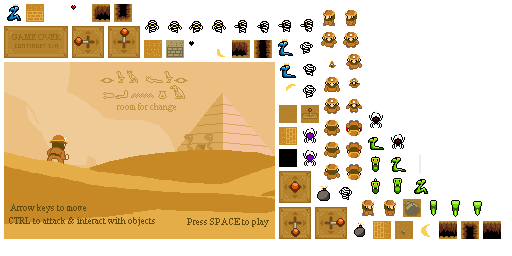 GAME OVER
CONTINUE Y/N
room for change
Arrow keys to move
CTRL to attack & interact with objects
Press SPACE to play